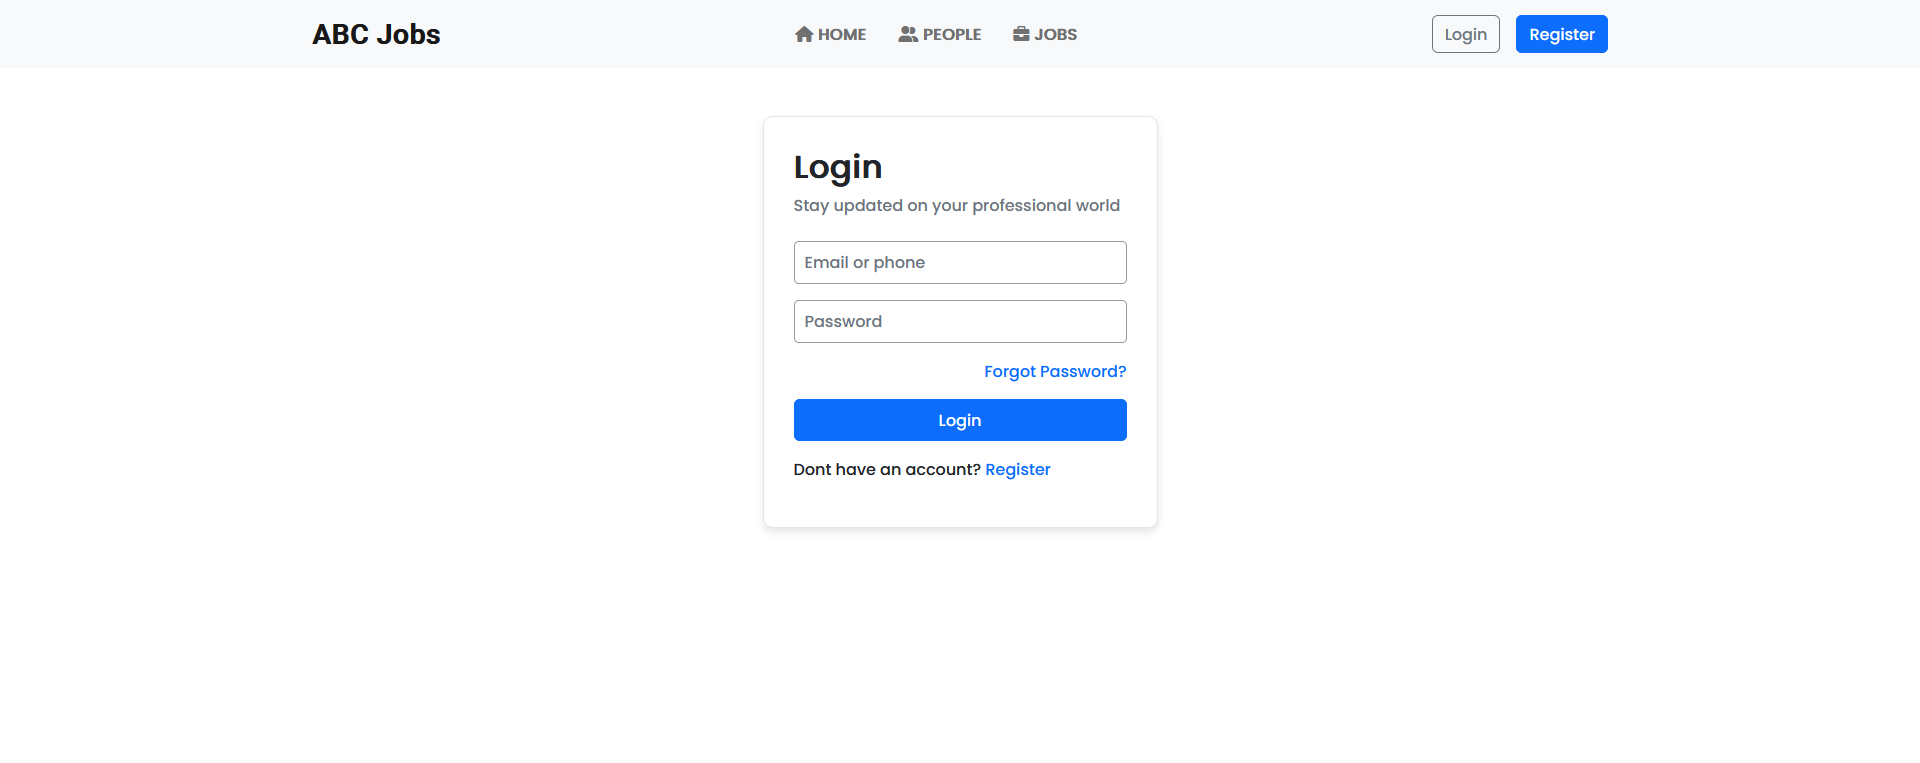 ABC Jobs
HOME PEOPLE JOBS
Login Register
Login
Stay updated on your professional world
Email or phone
Password
Forgot Password?
Login
Dont have an account? Register